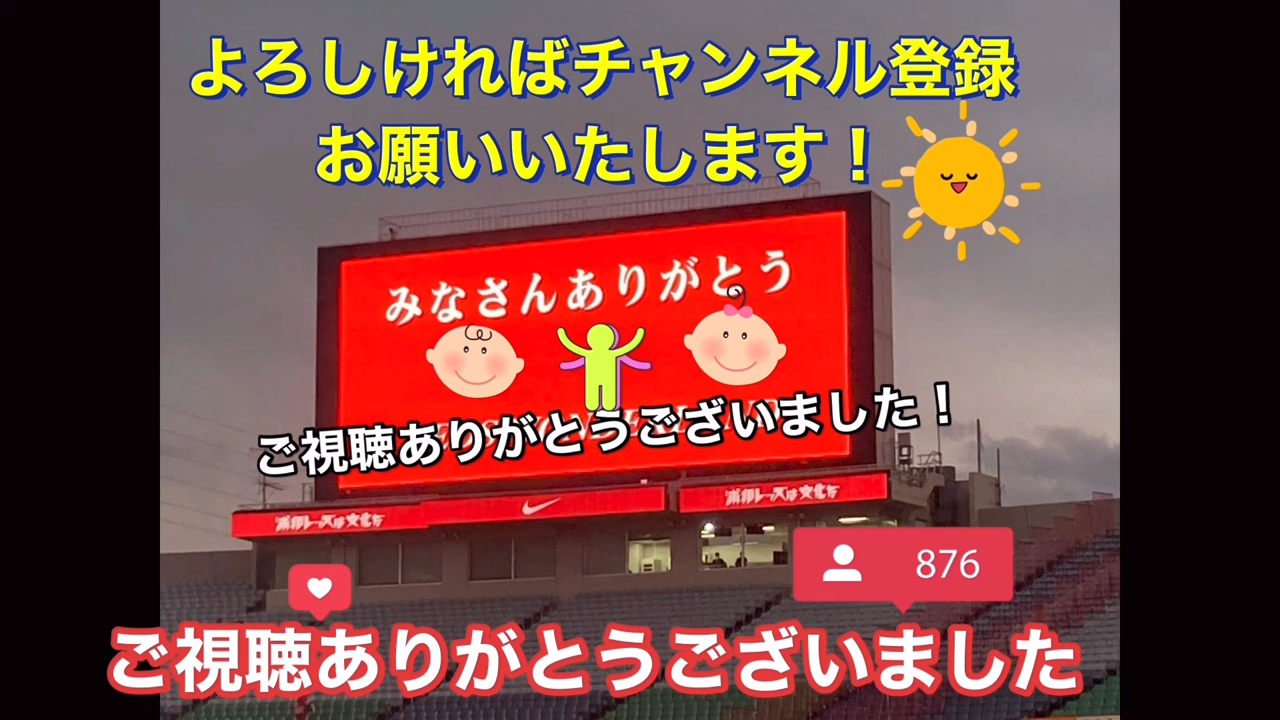 よろしければチャンネル登録
お願いいたします！
みなさんありがとう
ご視聴ありがとうございました！
876
ご視聴ありがとうございました